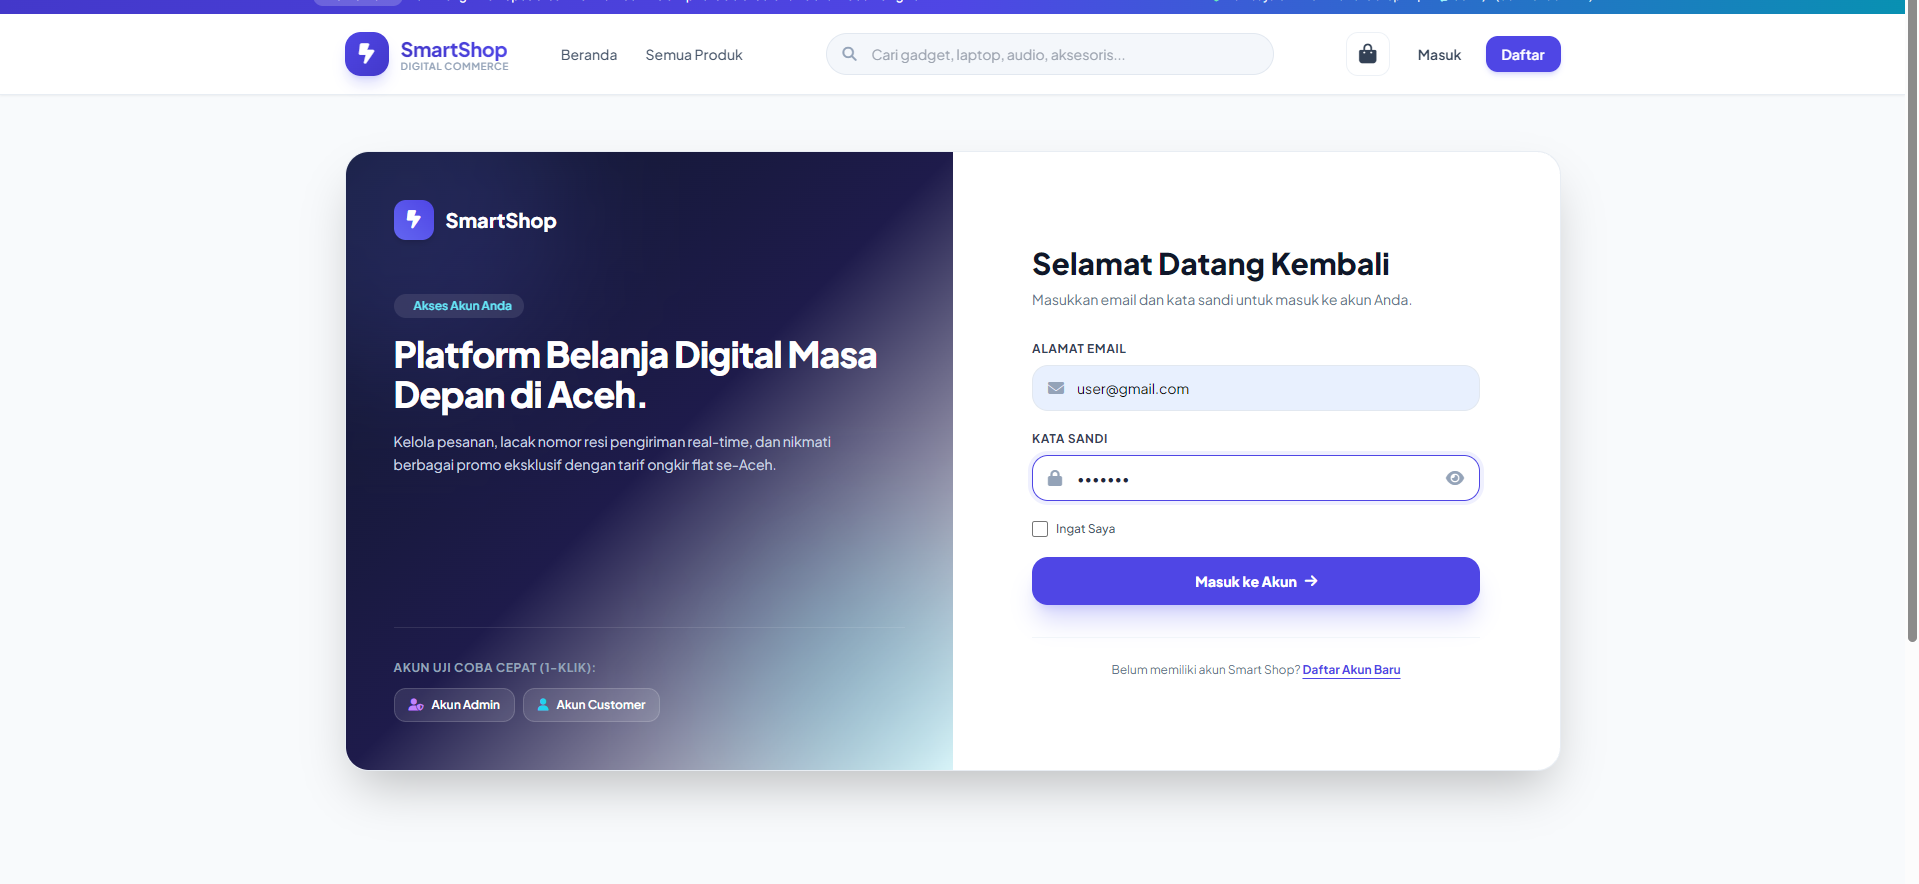 SmartShop
DIGITAL COMMERCE
Beranda
Semua Produk
Cari gadget, laptop, audio, aksesoris...
Masuk
Daftar
SmartShop
Akses Akun Anda
Platform Belanja Digital Masa
Depan di Aceh.
Kelola pesanan, lacak nomor resi pengiriman real-time, dan nikmati
berbagai promo eksklusif dengan tarif ongkir flat se-Aceh.
AKUN UJI COBA CEPAT (1-KLIK):
Akun Admin
Akun Customer
Selamat Datang Kembali
Masukkan email dan kata sandi untuk masuk ke akun Anda.
ALAMAT EMAIL
user@gmail.com
KATA SANDI
•••••••
Ingat Saya
Masuk ke Akun →
Belum memiliki akun Smart Shop? Daftar Akun Baru